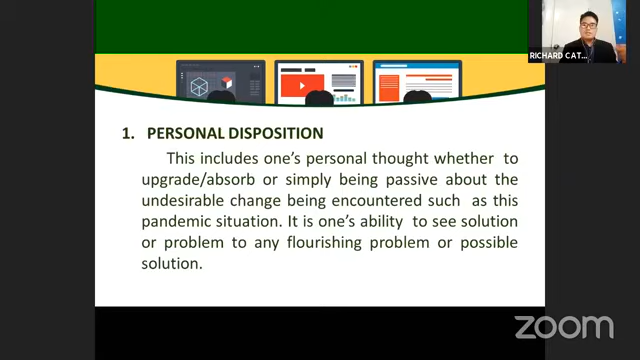 RICHARD CAT...
1. PERSONAL DISPOSITION
This includes one's personal thought whether to
upgrade/absorb or simply being passive about the
undesirable change being encountered such as this
pandemic situation. It is one's ability to see solution
or problem to any flourishing problem or possible
solution.
zoom